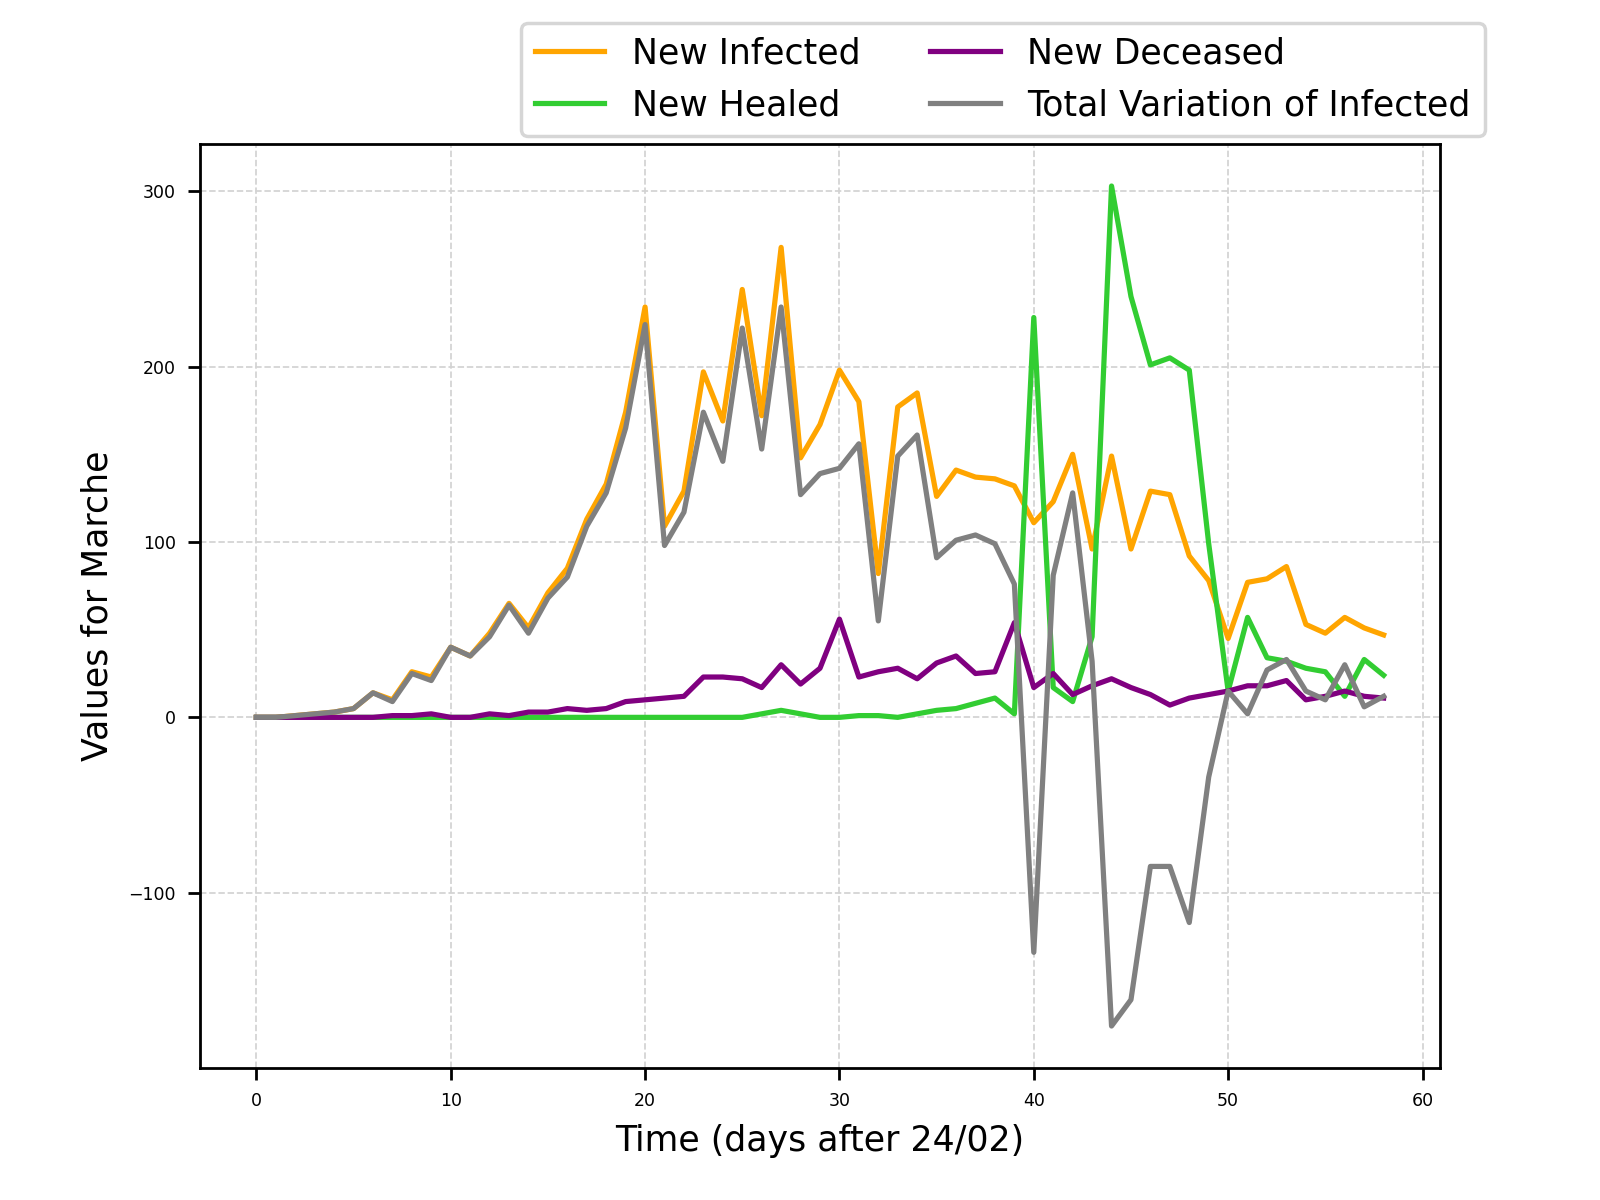 New Infected
New Healed
New Deceased
Total Variation of Infected
300
200
100
0
−100
Values for Marche
0 10 20 30 40 50 60
Time (days after 24/02)